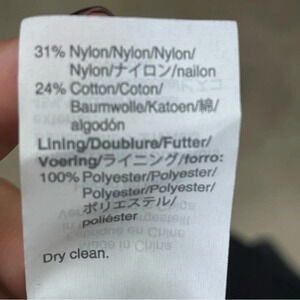 31% Nylon/Nylon/Nylon/
Nylon/ナイロン/nailon
24% Cotton/Coton/
Baumwolle/Katoen/綿/
algodón
Lining/Doublure/Futter/
Voering/ライニング/forro:
100% Polyester/Polyester/
Polyester/Polyester/
ポリエステル/
poliéster
Dry clean.